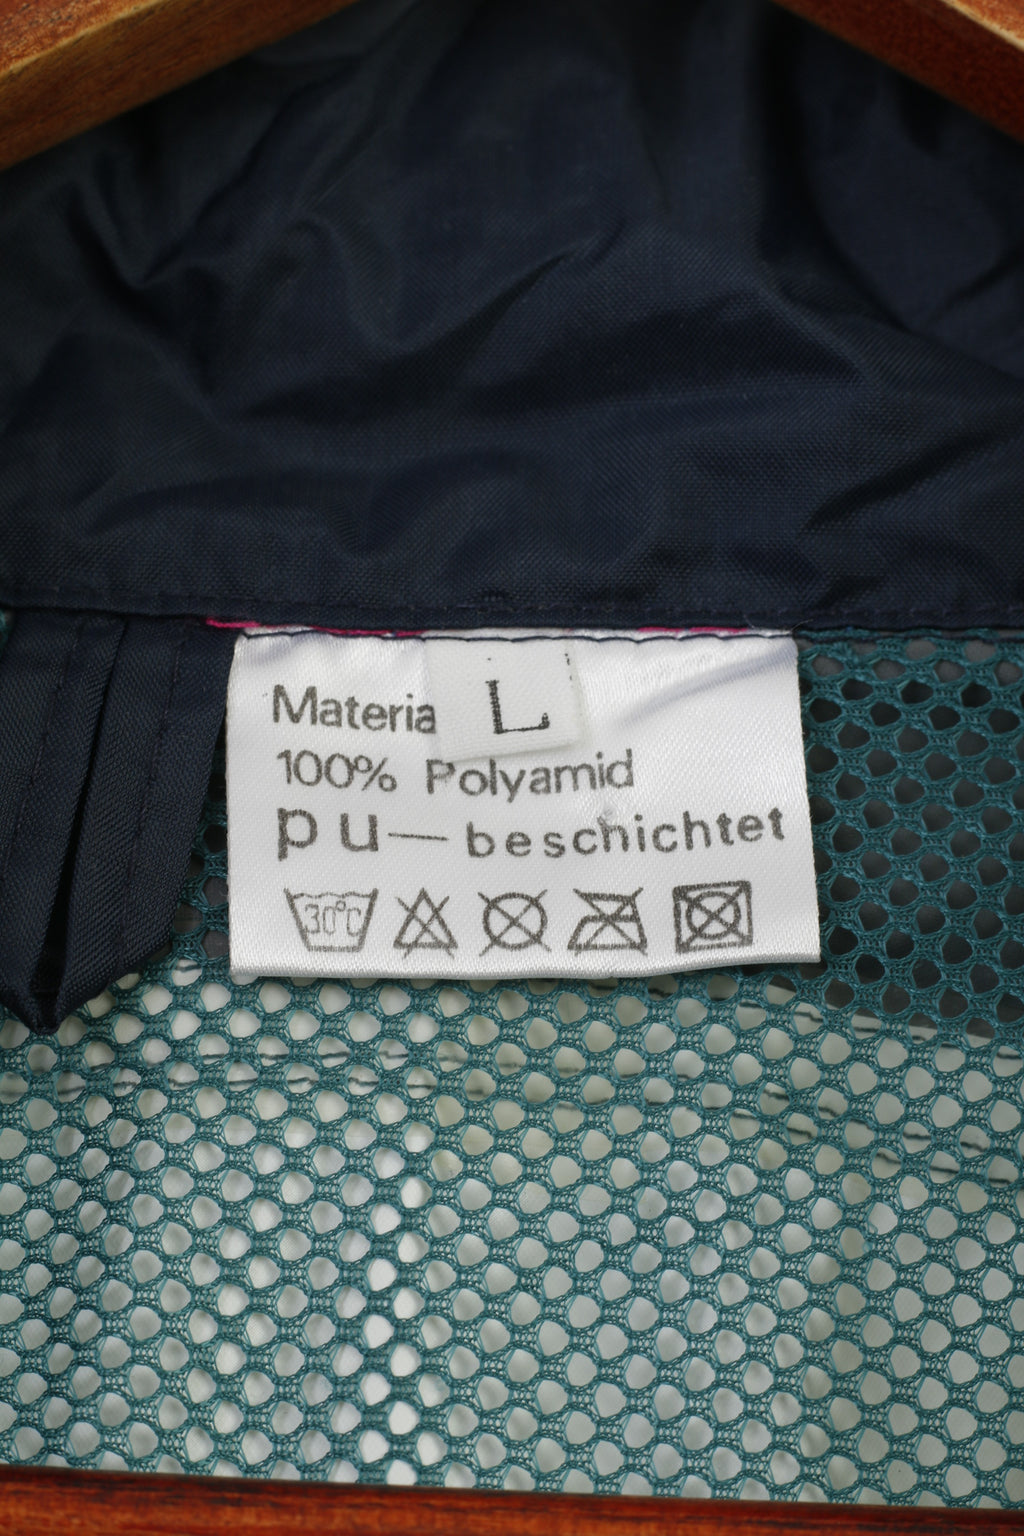 L
Materia
100% Polyamid
pu—beschichtet
30°C